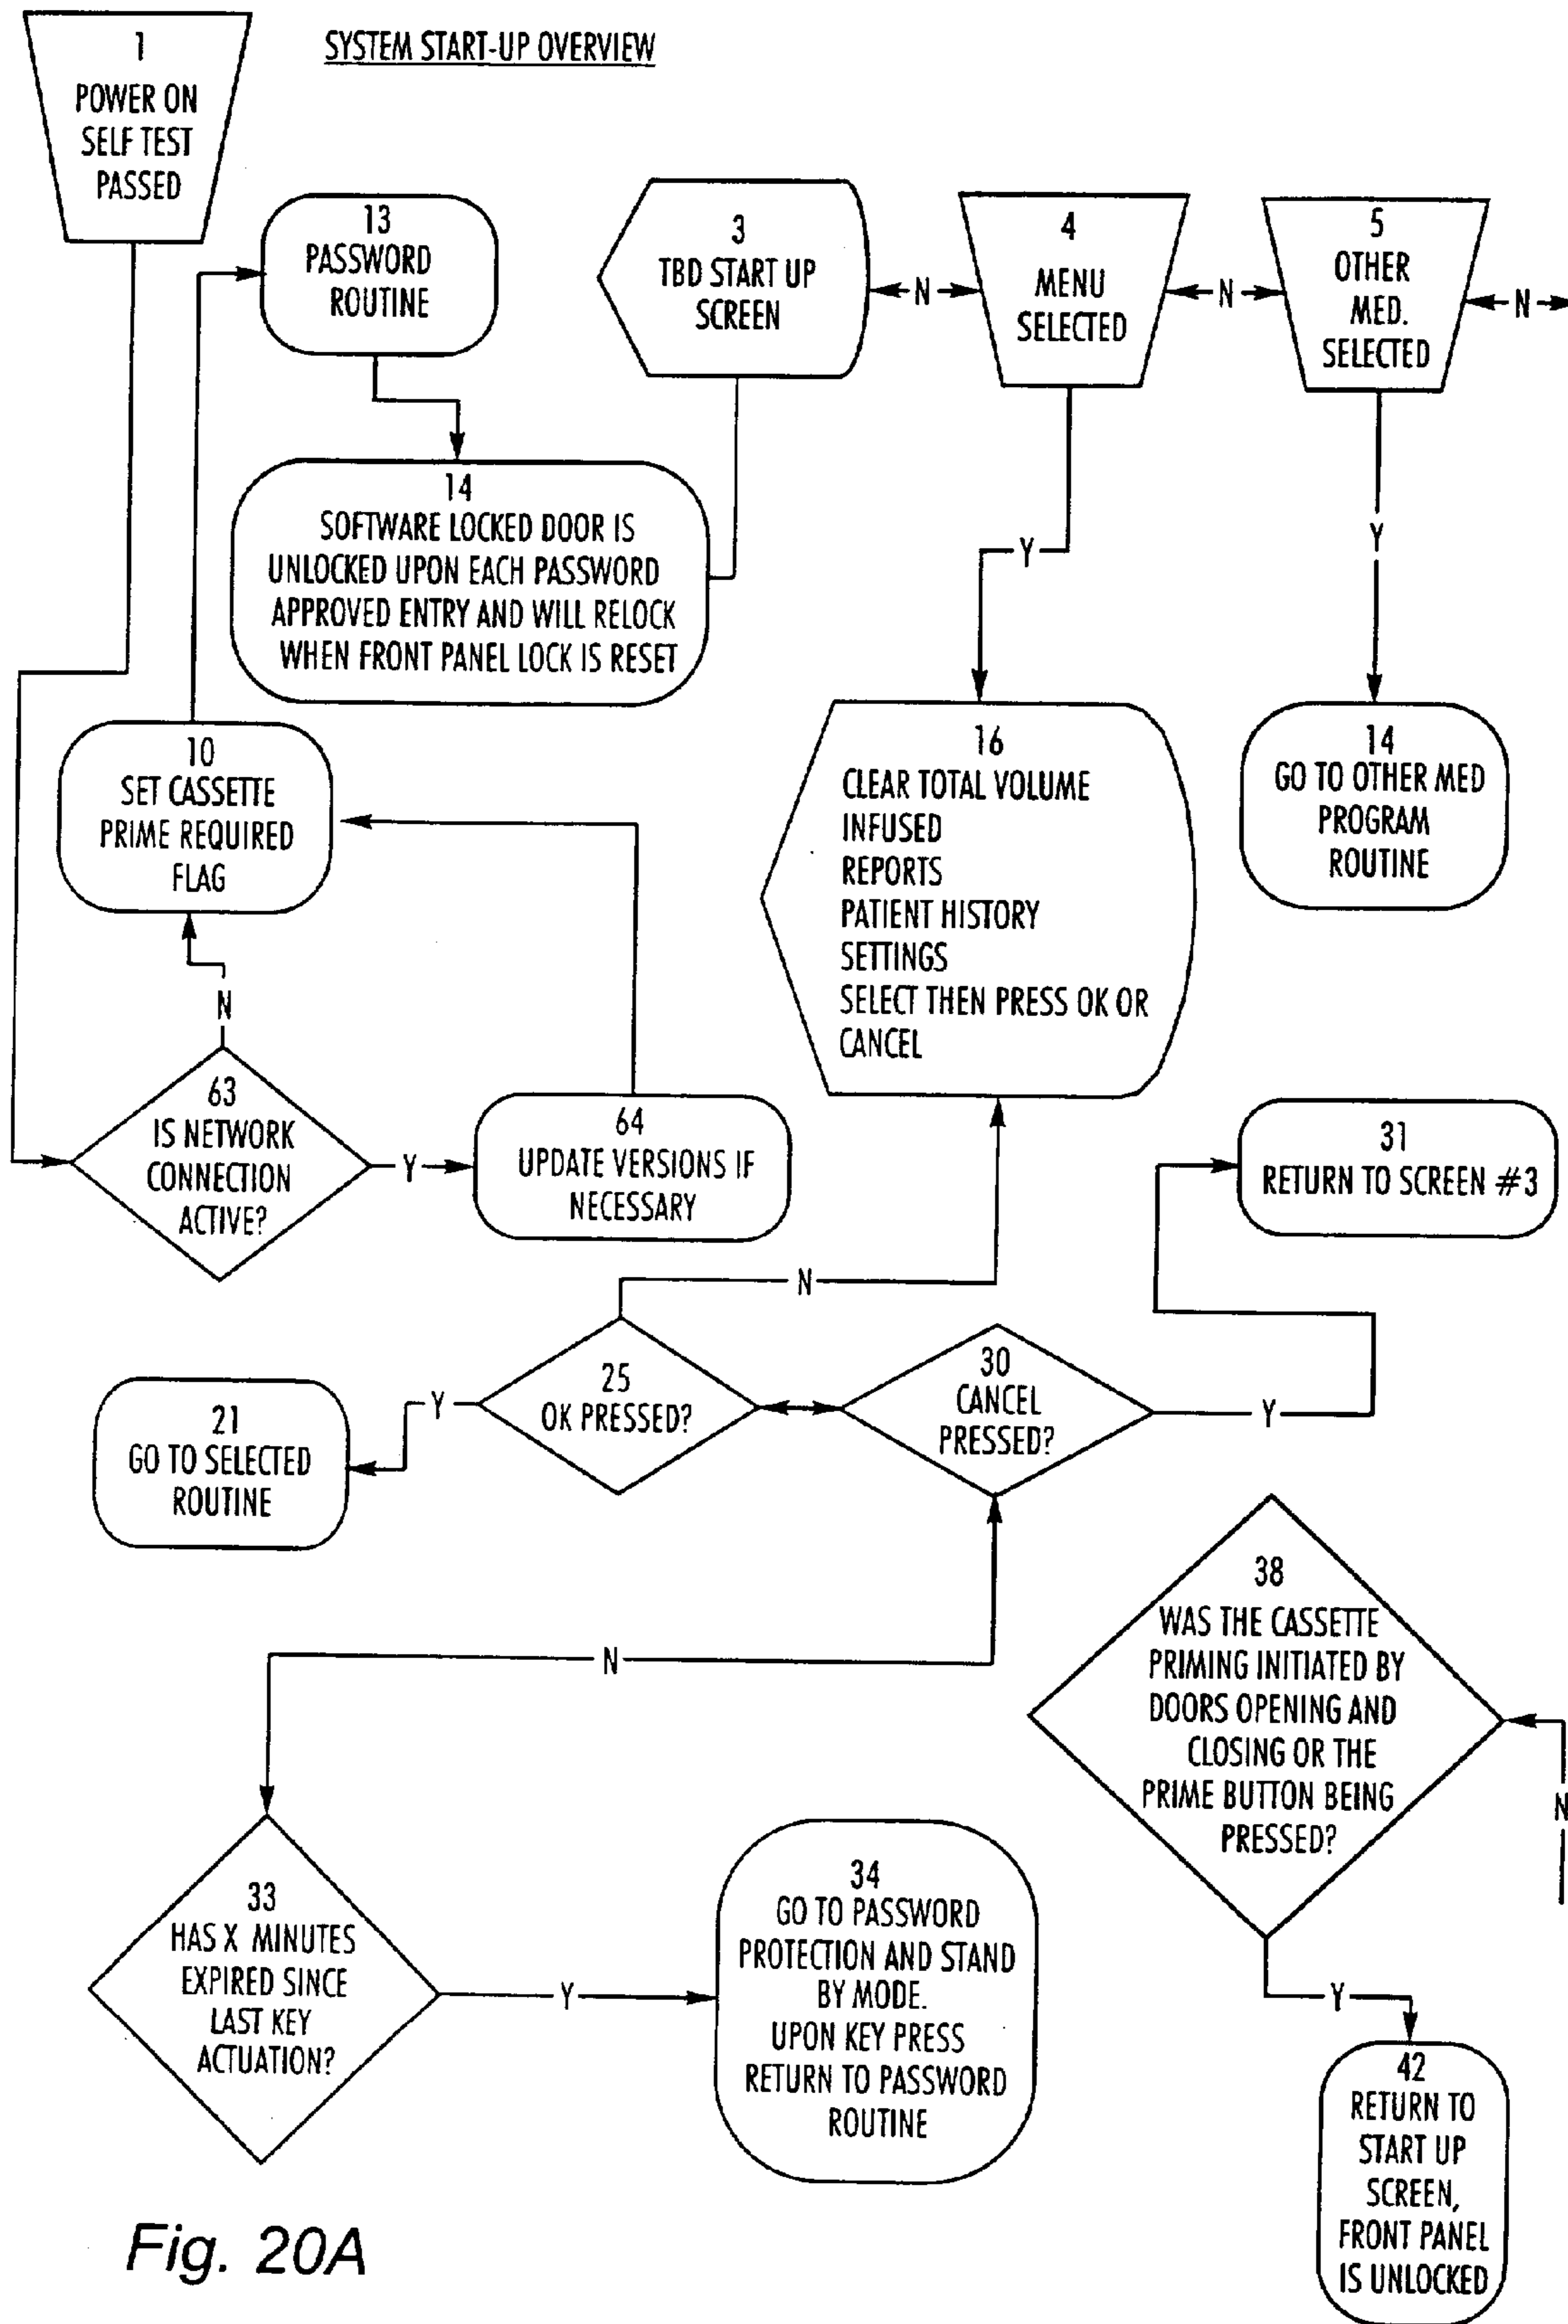 SYSTEM START-UP OVERVIEW
1
POWER ON
SELF TEST
PASSED
13
PASSWORD
ROUTINE
3
TBD START UP
SCREEN
N
4
MENU
SELECTED
N
5
OTHER
MED.
SELECTED
N
14
SOFTWARE LOCKED DOOR IS
UNLOCKED UPON EACH PASSWORD
APPROVED ENTRY AND WILL RELOCK
WHEN FRONT PANEL LOCK IS RESET
Y
Y
10
SET CASSETTE
PRIME REQUIRED
FLAG
16
CLEAR TOTAL VOLUME
INFUSED
REPORTS
PATIENT HISTORY
SETTINGS
SELECT THEN PRESS OK OR
CANCEL
14
GO TO OTHER MED
PROGRAM
ROUTINE
N
63
IS NETWORK
CONNECTION
ACTIVE?
Y
64
UPDATE VERSIONS IF
NECESSARY
31
RETURN TO SCREEN #3
N
21
GO TO SELECTED
ROUTINE
Y
25
OK PRESSED?
30
CANCEL
PRESSED?
Y
N
38
WAS THE CASSETTE
PRIMING INITIATED BY
DOORS OPENING AND
CLOSING OR THE
PRIME BUTTON BEING
PRESSED?
N
33
HAS X MINUTES
EXPIRED SINCE
LAST KEY
ACTUATION?
Y
34
GO TO PASSWORD
PROTECTION AND STAND
BY MODE.
UPON KEY PRESS
RETURN TO PASSWORD
ROUTINE
Y
42
RETURN TO
START UP
SCREEN,
FRONT PANEL
IS UNLOCKED
Fig. 20A